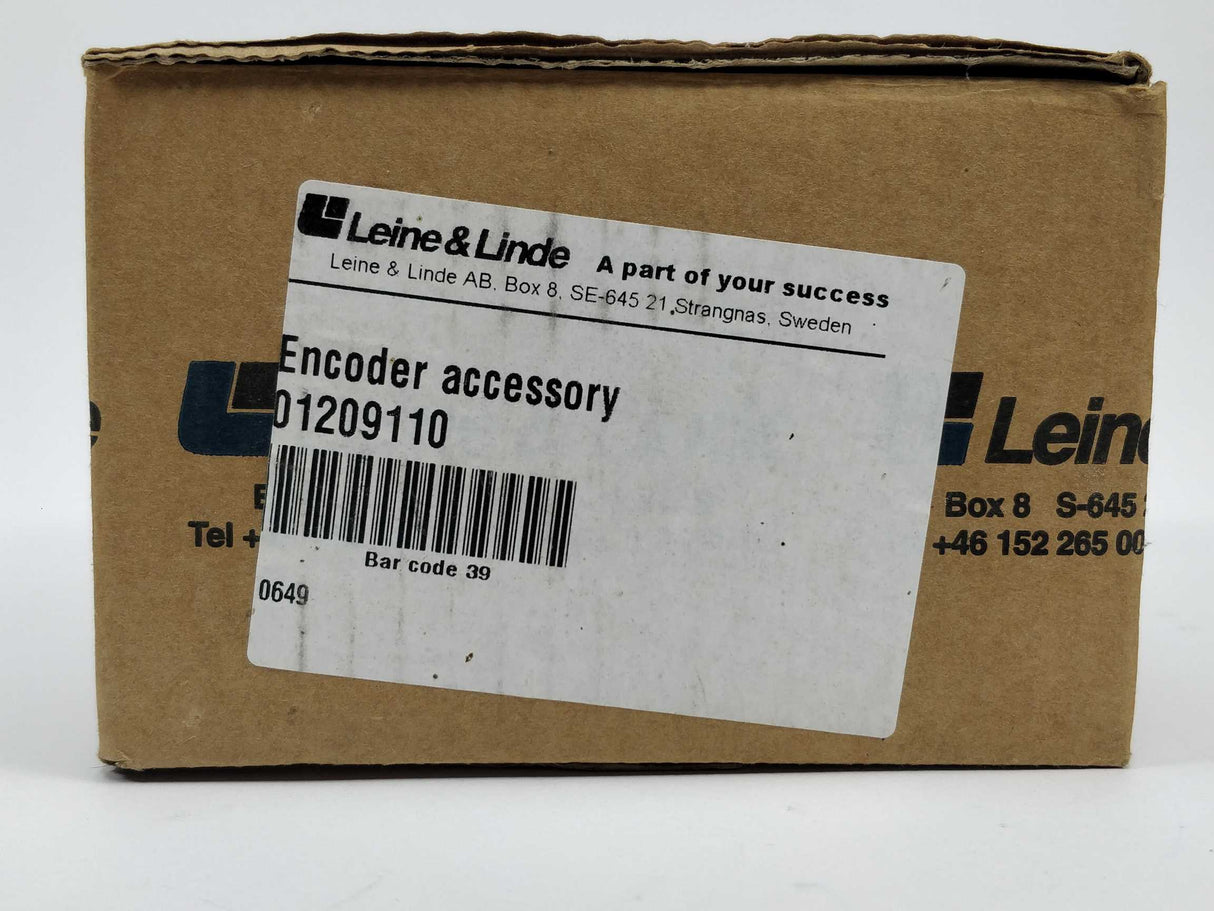 Leine & Linde A part of your success
Leine & Linde AB, Box 8, SE-645 21 Strangnas, Sweden
Encoder accessory
01209110
Bar code 39
0649
Lein
Box 8 S-645
Tel +
+46 152 265 00